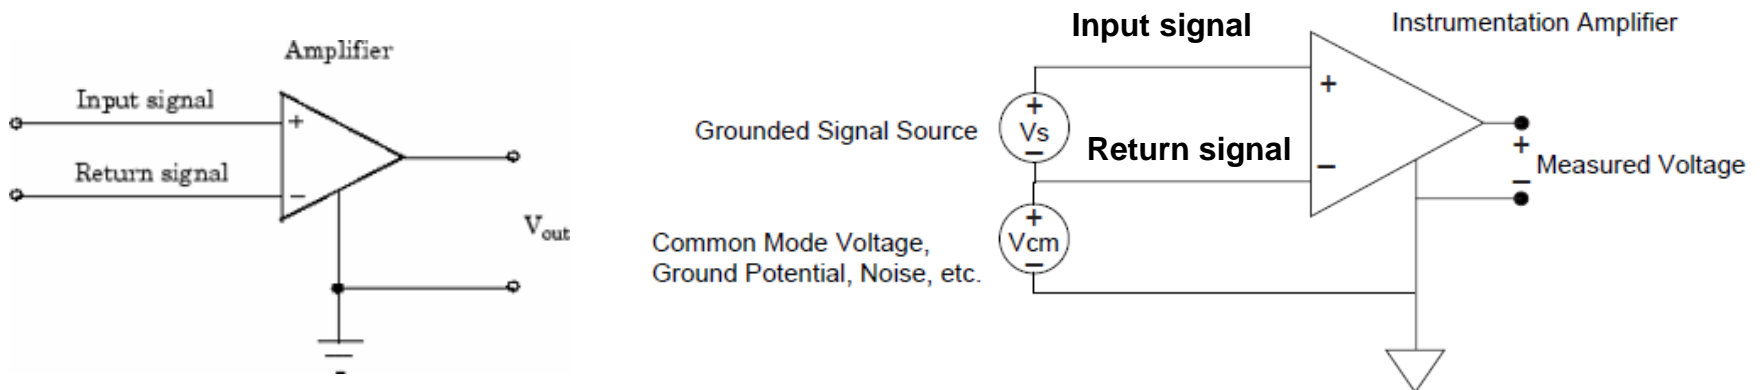 Amplifier
Input signal
+
Return signal
−
V_out
Input signal
Instrumentation Amplifier
+
+
Grounded Signal Source
Vs
−
Return signal
−
+
−
Measured Voltage
+
Common Mode Voltage,
Vcm
Ground Potential, Noise, etc.
−